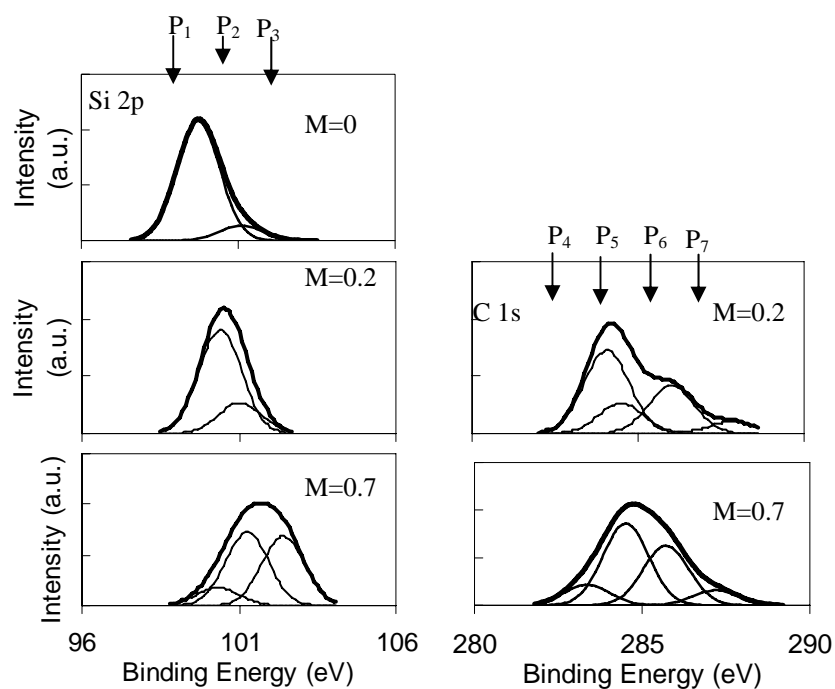 P₁ P₂ P₃
Si 2p
M=0
Intensity
(a.u.)
M=0.2
Intensity
(a.u.)
P₄ P₅ P₆ P₇
C 1s
M=0.2
M=0.7
Intensity (a.u.)
M=0.7
96 101 106
Binding Energy (eV)
280 285 290
Binding Energy (eV)